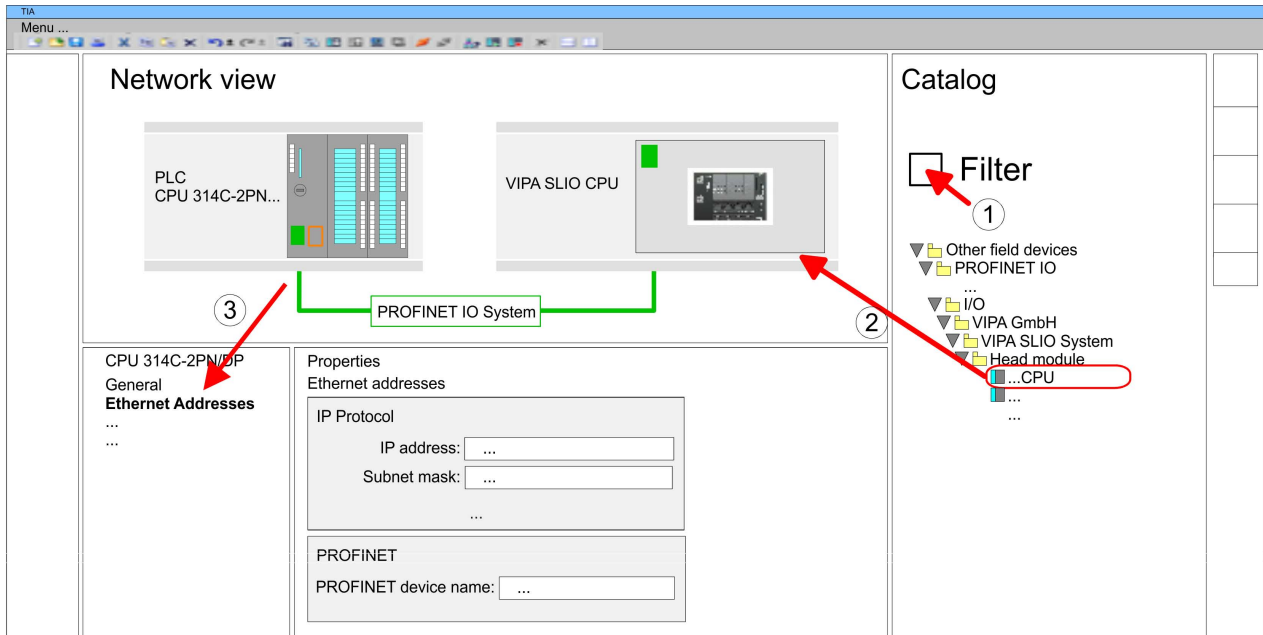 TIA
Menu ...
Network view
PLC
CPU 314C-2PN...
VIPA SLIO CPU
PROFINET IO System
3
2
CPU 314C-2PN/DP
General
Ethernet Addresses
...
...
Properties
Ethernet addresses
IP Protocol
IP address: ...
Subnet mask: ...
...
PROFINET
PROFINET device name: ...
Catalog
Filter
1
Other field devices
PROFINET IO
...
I/O
VIPA GmbH
VIPA SLIO System
Head module
...CPU
...
...